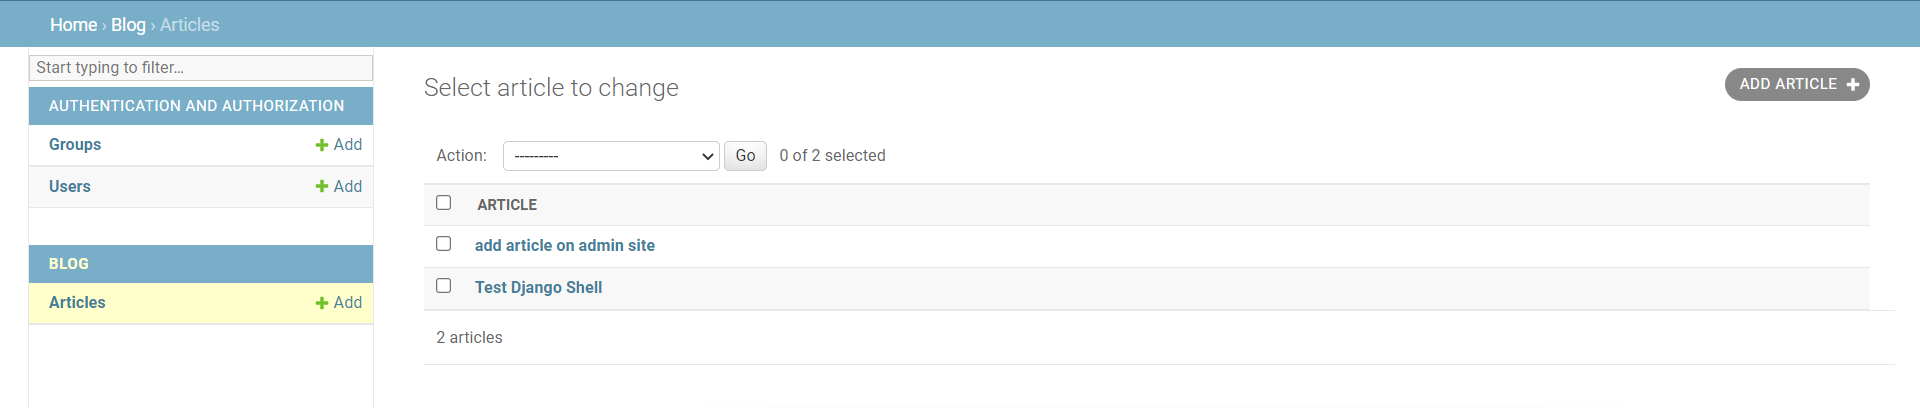 Home › Blog › Articles
Start typing to filter...
AUTHENTICATION AND AUTHORIZATION
Groups + Add
Users + Add
BLOG
Articles + Add
Select article to change
ADD ARTICLE +
Action: --------- Go 0 of 2 selected
ARTICLE
add article on admin site
Test Django Shell
2 articles